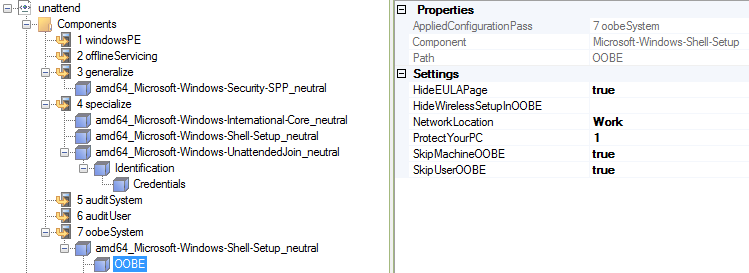 unattend
Components
1 windowsPE
2 offlineServicing
3 generalize
amd64_Microsoft-Windows-Security-SPP_neutral
4 specialize
amd64_Microsoft-Windows-International-Core_neutral
amd64_Microsoft-Windows-Shell-Setup_neutral
amd64_Microsoft-Windows-UnattendedJoin_neutral
Identification
Credentials
5 auditSystem
6 auditUser
7 oobeSystem
amd64_Microsoft-Windows-Shell-Setup_neutral
OOBE
Properties
AppliedConfigurationPass 7 oobeSystem
Component Microsoft-Windows-Shell-Setup
Path OOBE
Settings
HideEULAPage true
HideWirelessSetupInOOBE
NetworkLocation Work
ProtectYourPC 1
SkipMachineOOBE true
SkipUserOOBE true